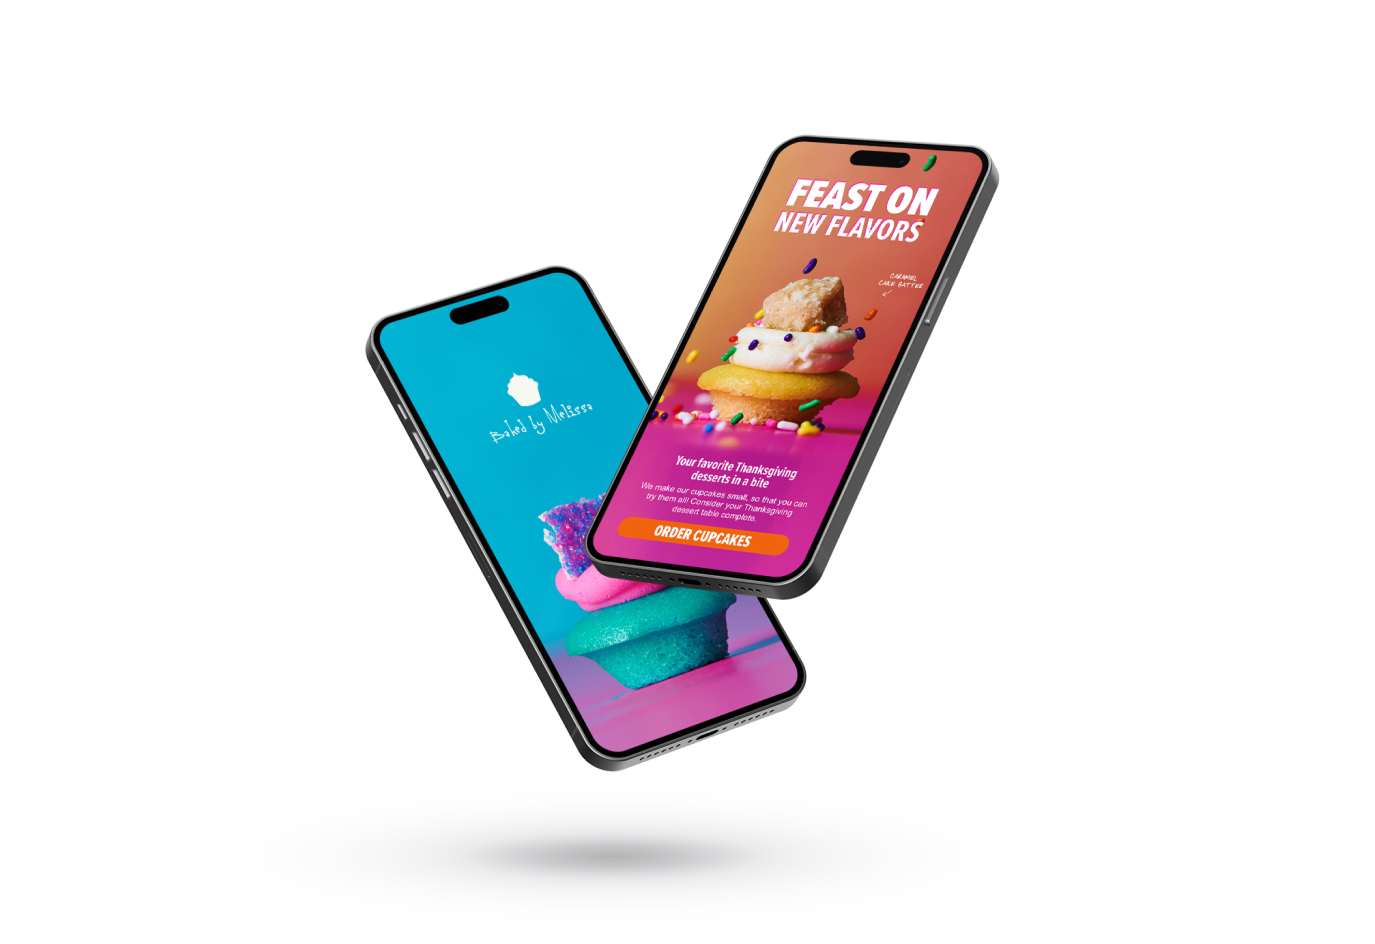 Baked by Melissa
FEAST ON
NEW FLAVORS
CARAMEL
CAKE BATTER
Your favorite Thanksgiving
desserts in a bite
We make our cupcakes small, so that you can
try them all! Consider your Thanksgiving
dessert table complete.
ORDER CUPCAKES